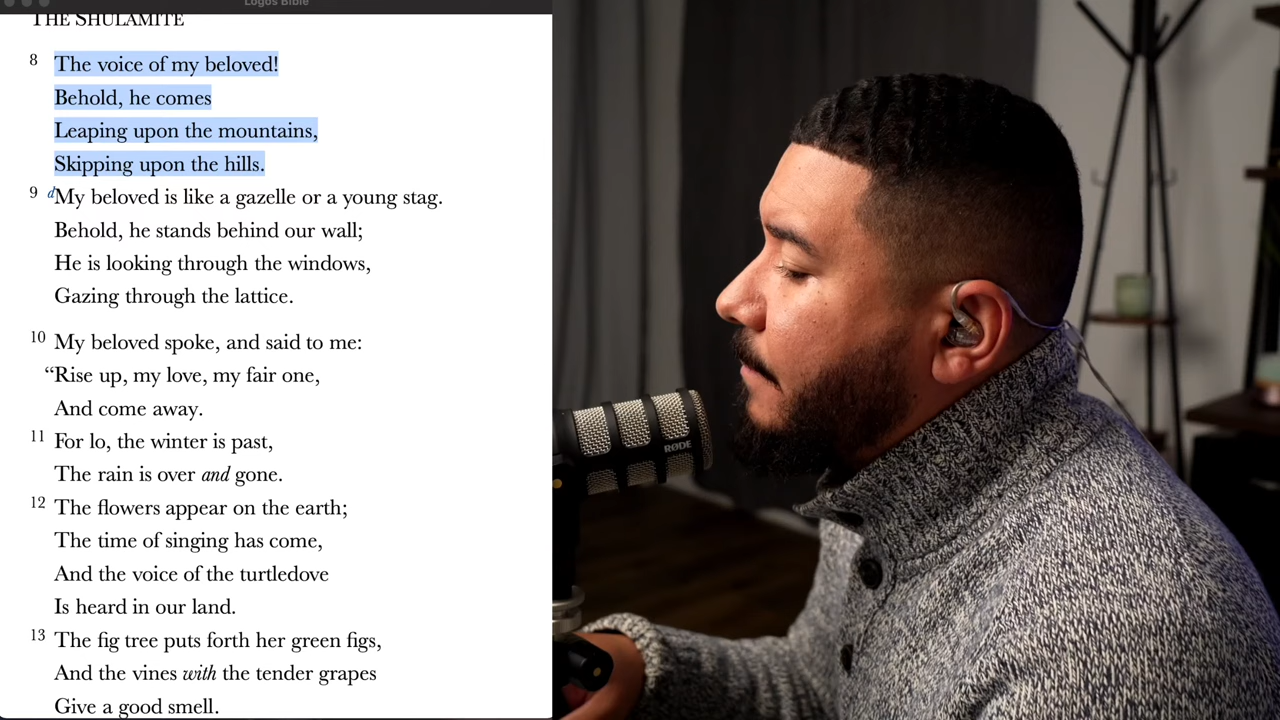 Logos Bible
THE SHULAMITE
8 The voice of my beloved!
Behold, he comes
Leaping upon the mountains,
Skipping upon the hills.
9 dMy beloved is like a gazelle or a young stag.
Behold, he stands behind our wall;
He is looking through the windows,
Gazing through the lattice.
10 My beloved spoke, and said to me:
“Rise up, my love, my fair one,
And come away.
11 For lo, the winter is past,
The rain is over and gone.
12 The flowers appear on the earth;
The time of singing has come,
And the voice of the turtledove
Is heard in our land.
13 The fig tree puts forth her green figs,
And the vines with the tender grapes
Give a good smell.
RØDE